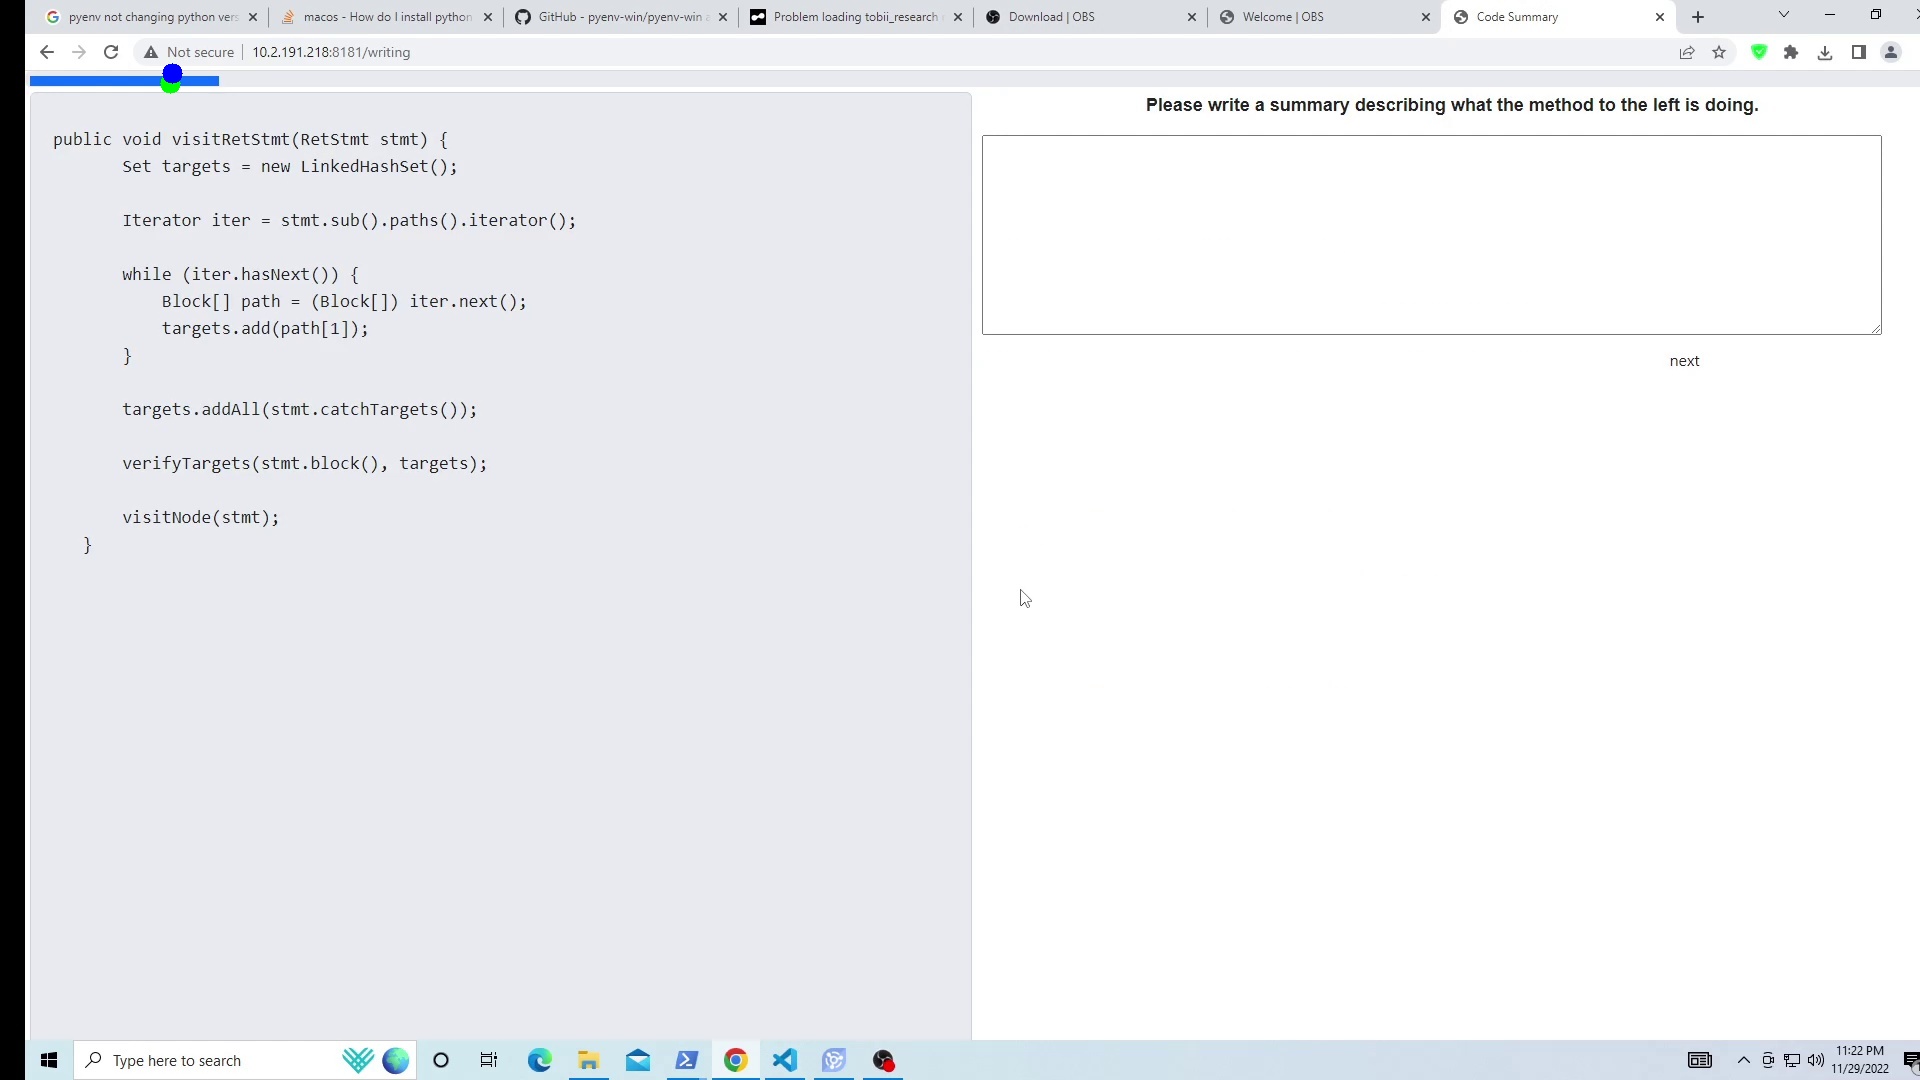 pyenv not changing python vers
macos - How do I install python
GitHub - pyenv-win/pyenv-win a
Problem loading tobii_research
Download | OBS
Welcome | OBS
Code Summary
Not secure
10.2.191.218:8181/writing
public void visitRetStmt(RetStmt stmt) {
Set targets = new LinkedHashSet();
Iterator iter = stmt.sub().paths().iterator();
while (iter.hasNext()) {
Block[] path = (Block[]) iter.next();
targets.add(path[1]);
}
targets.addAll(stmt.catchTargets());
verifyTargets(stmt.block(), targets);
visitNode(stmt);
}
Please write a summary describing what the method to the left is doing.
next
Type here to search
11:22 PM
11/29/2022